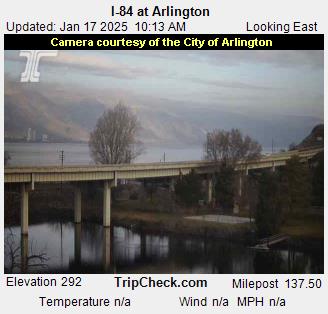 I-84 at Arlington
Updated: Jan 17 2025 10:13 AM Looking East
Camera courtesy of the City of Arlington
Elevation 292 TripCheck.com Milepost 137.50
Temperature n/a Wind n/a MPH n/a